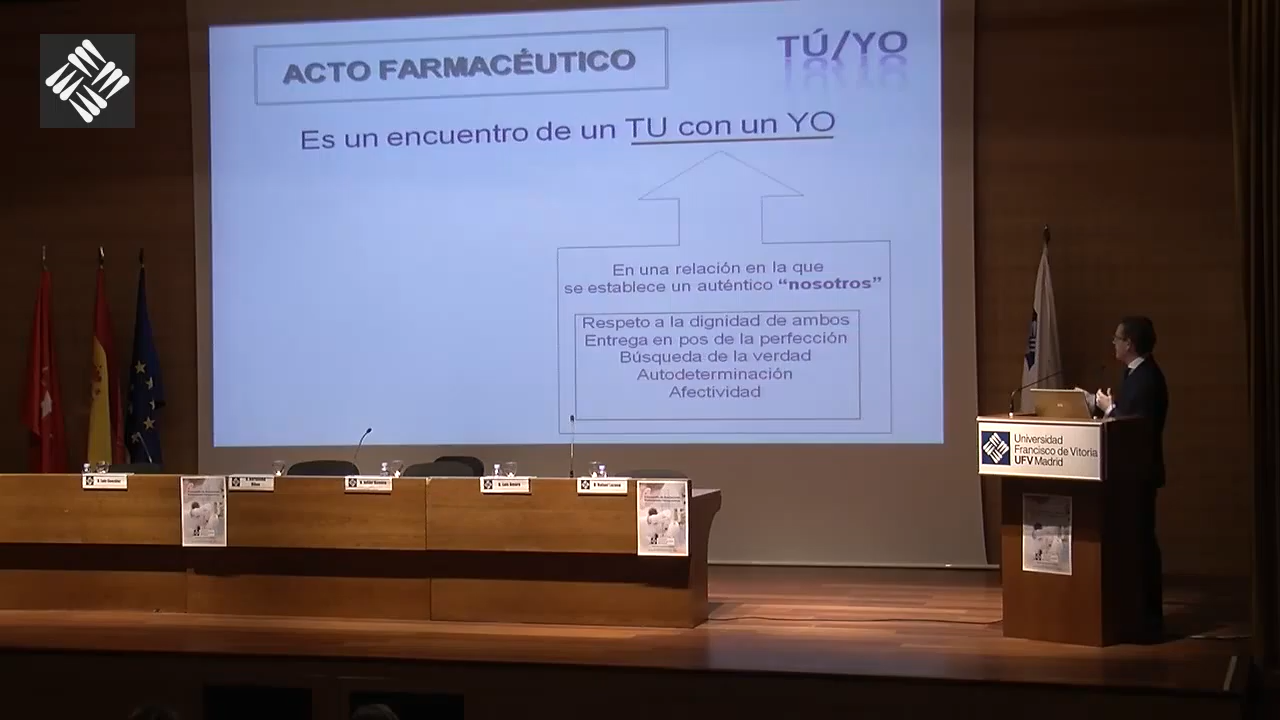 ACTO FARMACÉUTICO
TÚ/YO
Es un encuentro de un TU con un YO
En una relación en la que
se establece un auténtico “nosotros”
Respeto a la dignidad de ambos
Entrega en pos de la perfección
Búsqueda de la verdad
Autodeterminación
Afectividad
Universidad
Francisco de Vitoria
UFV Madrid